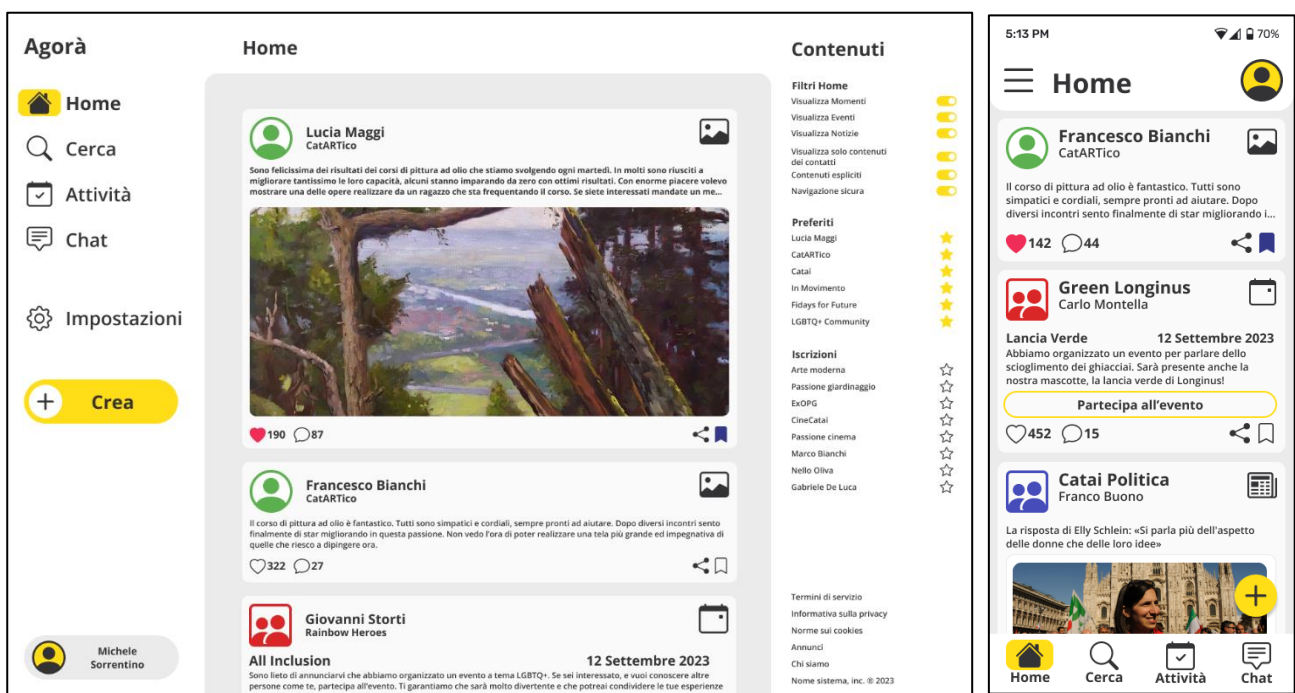 Agorà
Home
Cerca
Attività
Chat
Impostazioni
+ Crea
Michele
Sorrentino
Home
Lucia Maggi
CatARTico
Sono felicissima dei risultati dei corsi di pittura ad olio che stiamo svolgendo ogni martedì. In molti sono riusciti a
migliorare tantissimo le loro capacità, alcuni stanno imparando da zero con ottimi risultati. Con enorme piacere volevo
mostrare una delle opere realizzare da un ragazzo che sta frequentando il corso. Se siete interessati mandate un me...
190 87
Francesco Bianchi
CatARTico
Il corso di pittura ad olio è fantastico. Tutti sono simpatici e cordiali, sempre pronti ad aiutare. Dopo diversi incontri sento
finalmente di star migliorando in questa passione. Non vedo l'ora di poter realizzare una tela più grande ed impegnativa di
quelle che riesco a dipingere ora.
322 27
Giovanni Storti
Rainbow Heroes
All Inclusion 12 Settembre 2023
Sono lieto di annunciarvi che abbiamo organizzato un evento a tema LGBTQ+. Se sei interessato, e vuoi conoscere altre
persone come te, partecipa all'evento. Ti garantiamo che sarà molto divertente e che potreai condividere le tue esperienze
Contenuti
Filtri Home
Visualizza Momenti
Visualizza Eventi
Visualizza Notizie
Visualizza solo contenuti
dei contatti
Contenuti espliciti
Navigazione sicura
Preferiti
Lucia Maggi
CatARTico
Catai
In Movimento
Fidays for Future
LGBTQ+ Community
Iscrizioni
Arte moderna
Passione giardinaggio
ExOPG
CineCatai
Passione cinema
Marco Bianchi
Nello Oliva
Gabriele De Luca
Termini di servizio
Informativa sulla privacy
Norme sui cookies
Annunci
Chi siamo
Nome sistema, inc. ® 2023
5:13 PM 70%
Home
Francesco Bianchi
CatARTico
Il corso di pittura ad olio è fantastico. Tutti sono
simpatici e cordiali, sempre pronti ad aiutare. Dopo
diversi incontri sento finalmente di star migliorando i...
142 44
Green Longinus
Carlo Montella
Lancia Verde 12 Settembre 2023
Abbiamo organizzato un evento per parlare dello
scioglimento dei ghiacciai. Sarà presente anche la
nostra mascotte, la lancia verde di Longinus!
Partecipa all'evento
452 15
Catai Politica
Franco Buono
La risposta di Elly Schlein: «Si parla più dell'aspetto
delle donne che delle loro idee»
+
Home Cerca Attività Chat